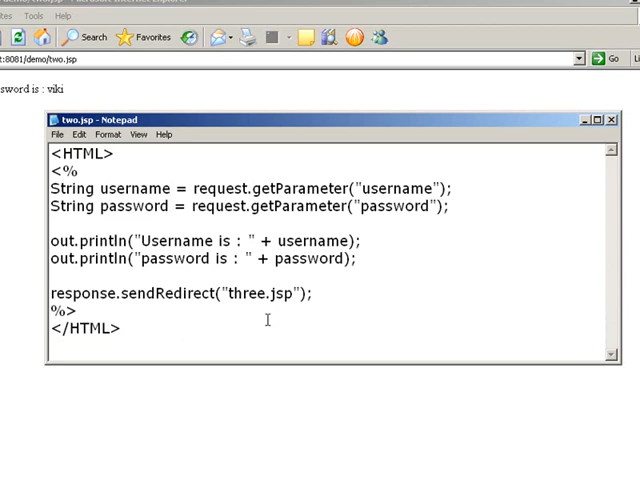 Tools Help
Search Favorites
:8081/demo/two.jsp Go
sword is : viki
two.jsp - Notepad
File Edit Format View Help
<HTML>
<%
String username = request.getParameter("username");
String password = request.getParameter("password");
out.println("Username is : " + username);
out.println("password is : " + password);
response.sendRedirect("three.jsp");
%>
</HTML>